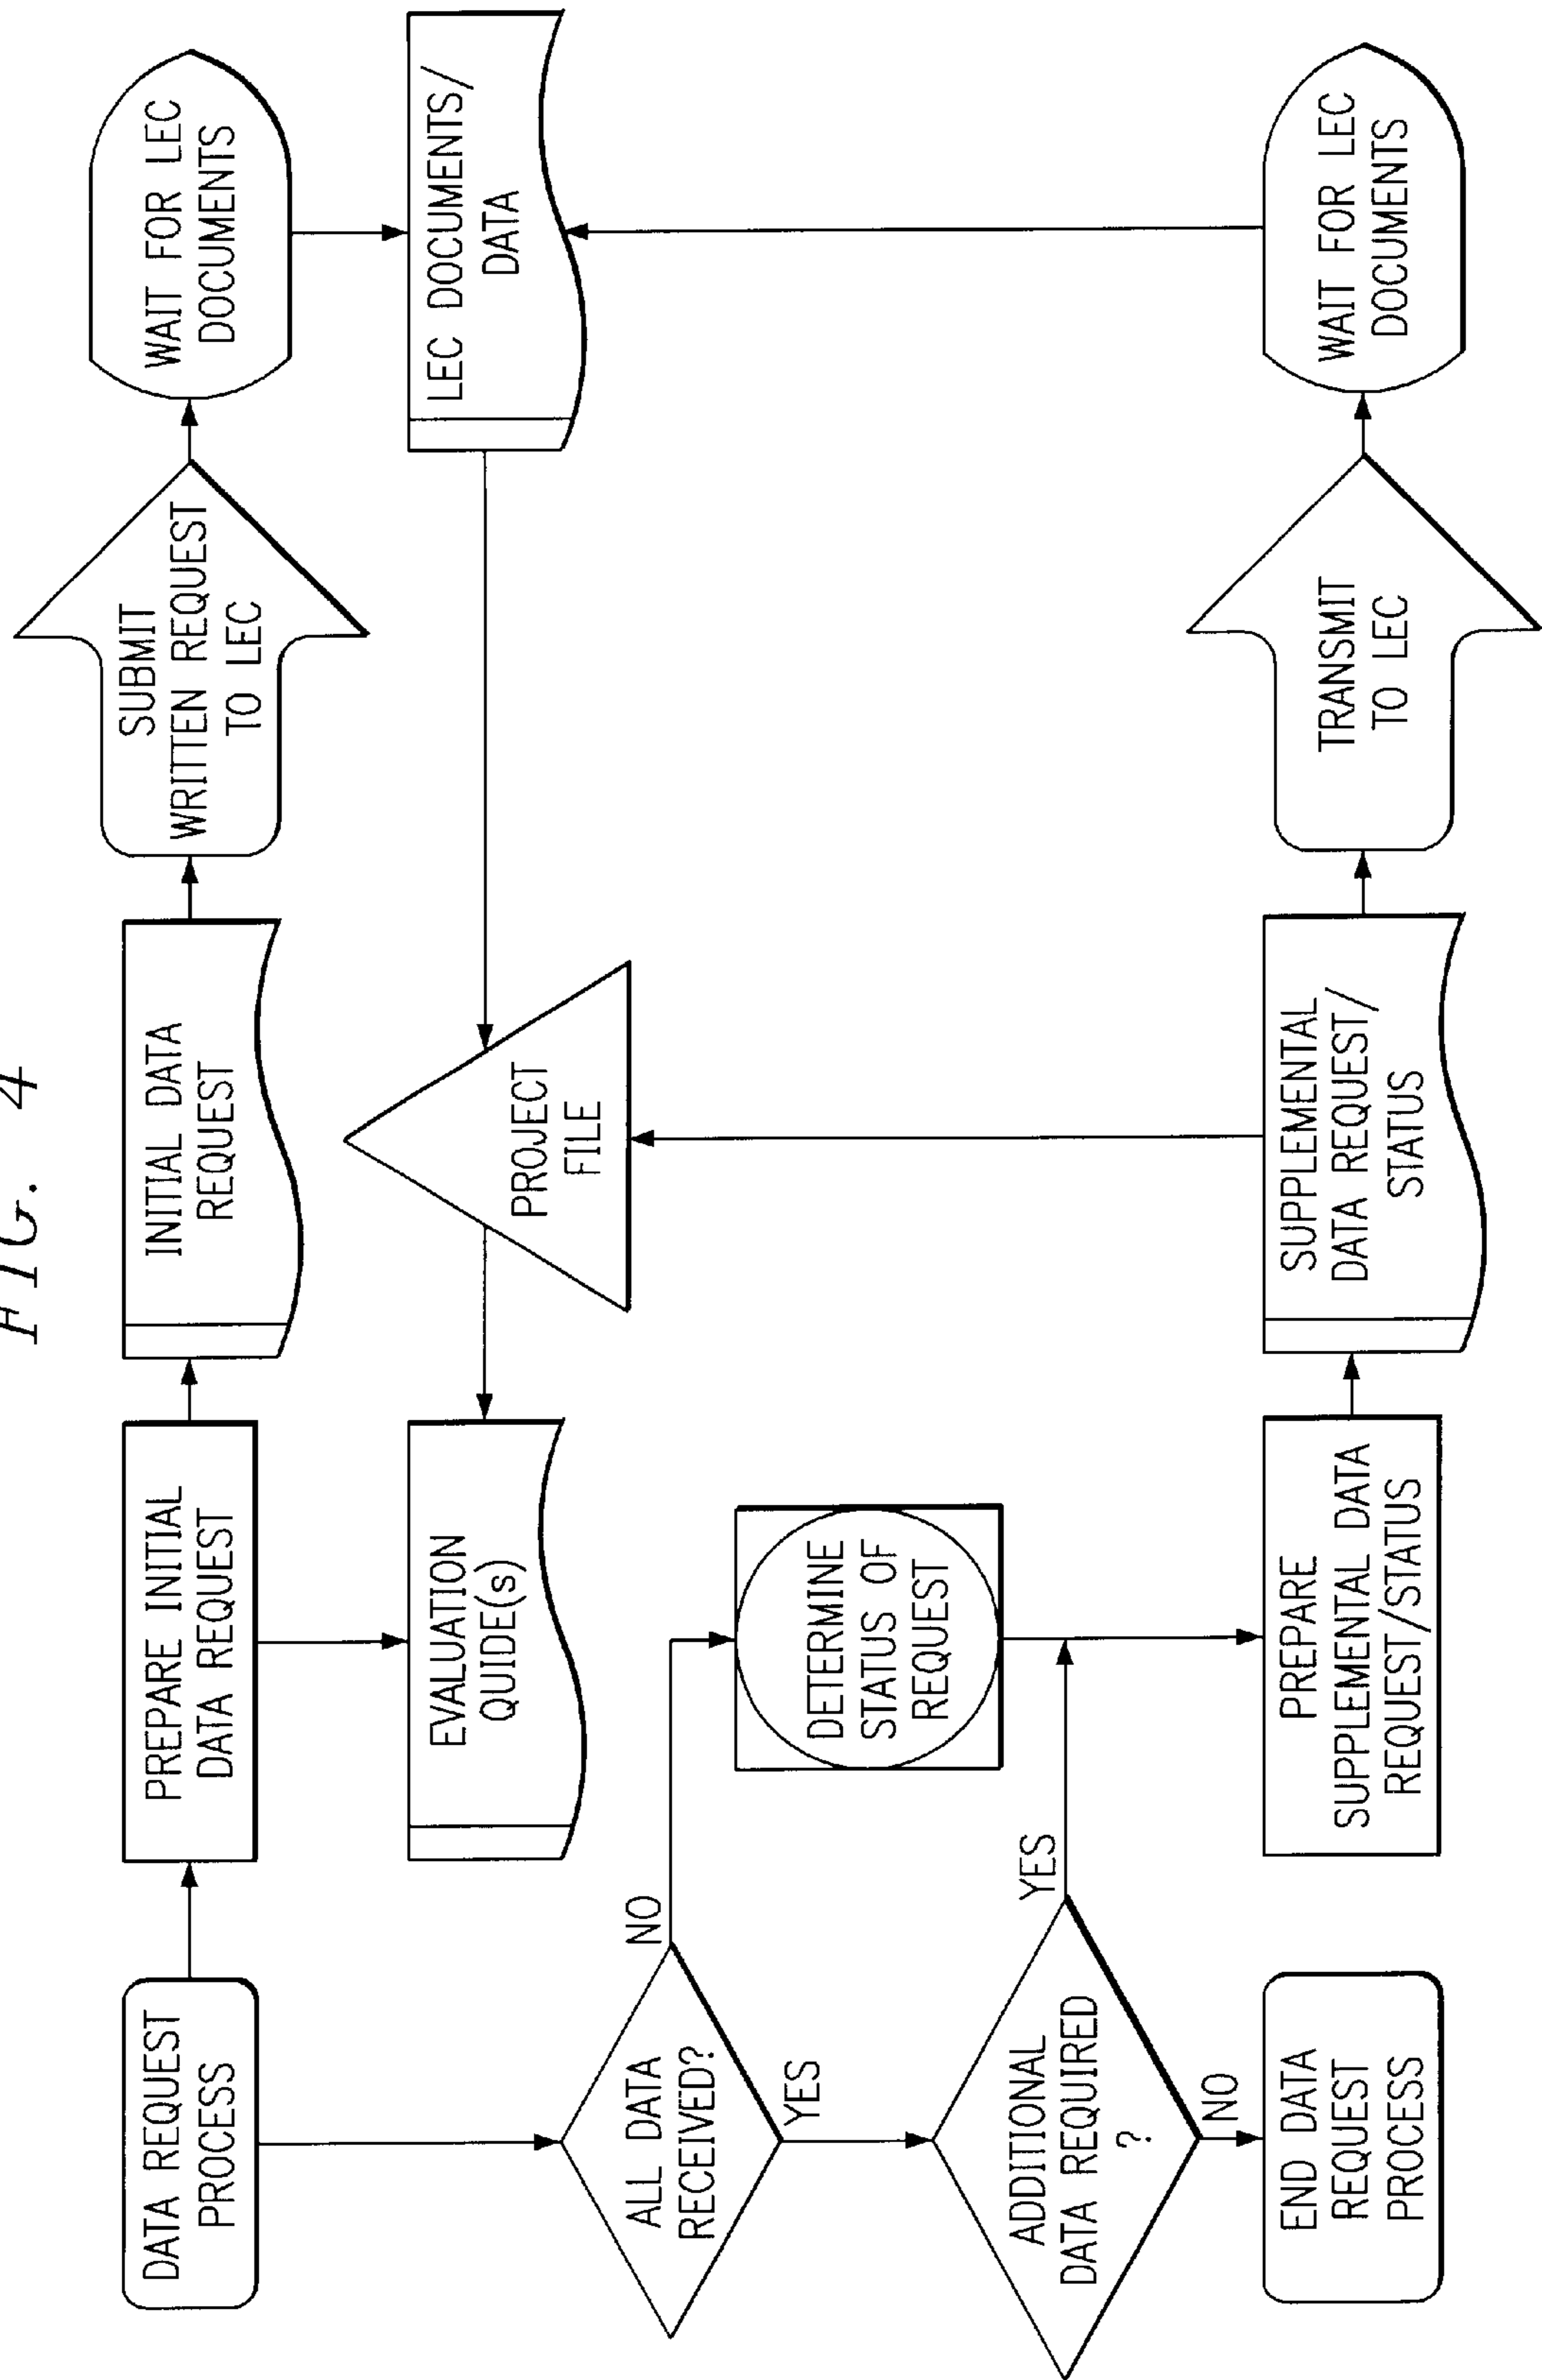 FIG. 4
DATA REQUEST
PROCESS
PREPARE INITIAL
DATA REQUEST
INITIAL DATA
REQUEST
SUBMIT
WRITTEN REQUEST
TO LEC
WAIT FOR LEC
DOCUMENTS
EVALUATION
QUIDE(s)
PROJECT
FILE
LEC DOCUMENTS/
DATA
ALL DATA
RECEIVED?
NO
YES
DETERMINE
STATUS OF
REQUEST
ADDITIONAL
DATA REQUIRED
?
YES
NO
END DATA
REQUEST
PROCESS
PREPARE
SUPPLEMENTAL DATA
REQUEST/STATUS
SUPPLEMENTAL
DATA REQUEST/
STATUS
TRANSMIT
TO LEC
WAIT FOR LEC
DOCUMENTS